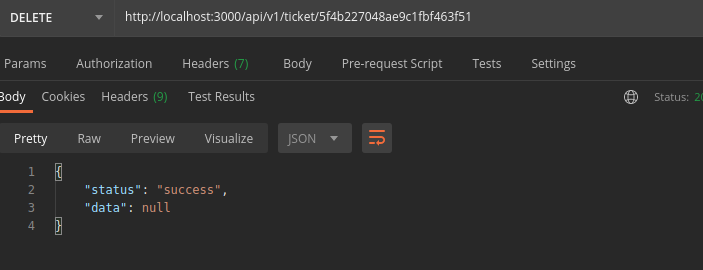 DELETE http://localhost:3000/api/v1/ticket/5f4b227048ae9c1fbf463f51
Params Authorization Headers (7) Body Pre-request Script Tests Settings
Body Cookies Headers (9) Test Results Status: 20
Pretty Raw Preview Visualize JSON
1 {
2 "status": "success",
3 "data": null
4 }